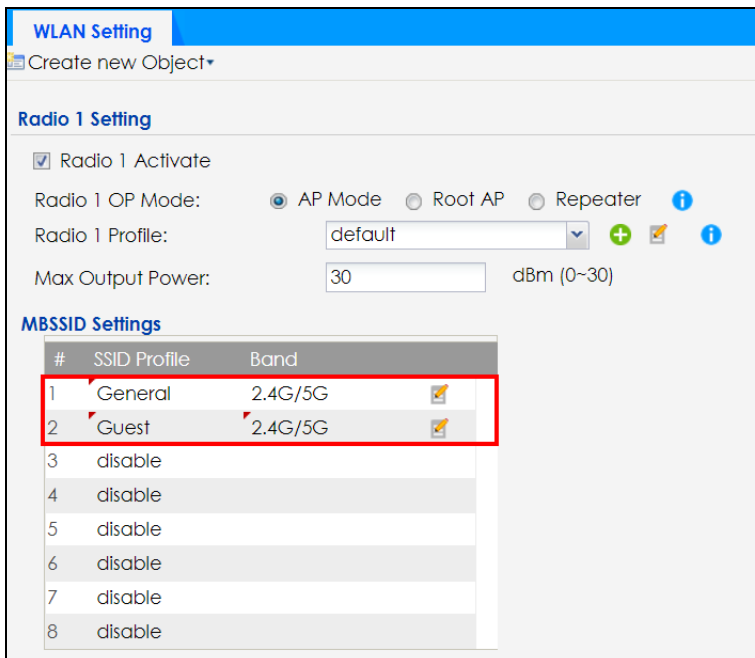 WLAN Setting
Create new Object
Radio 1 Setting
Radio 1 Activate
Radio 1 OP Mode: AP Mode Root AP Repeater
Radio 1 Profile: default
Max Output Power: 30 dBm (0~30)
MBSSID Settings
# SSID Profile Band
1 General 2.4G/5G
2 Guest 2.4G/5G
3 disable
4 disable
5 disable
6 disable
7 disable
8 disable